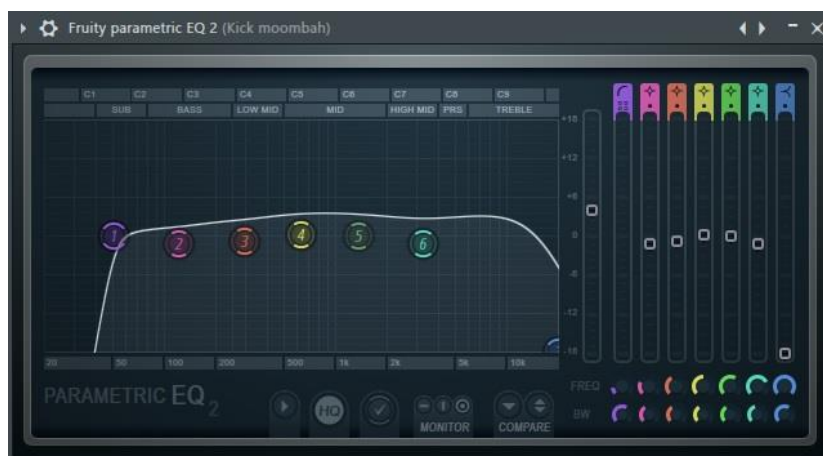 Fruity parametric EQ 2 (Kick moombah)
C1 C2 C3 C4 C5 C6 C7 C8 C9
SUB BASS LOW MID MID HIGH MID PRS TREBLE
+18
+12
+6
0
-6
-12
-18
1 2 3 4 5 6
20 50 100 200 500 1k 2k 5k 10k
FREQ
BW
PARAMETRIC EQ 2
HQ
MONITOR COMPARE